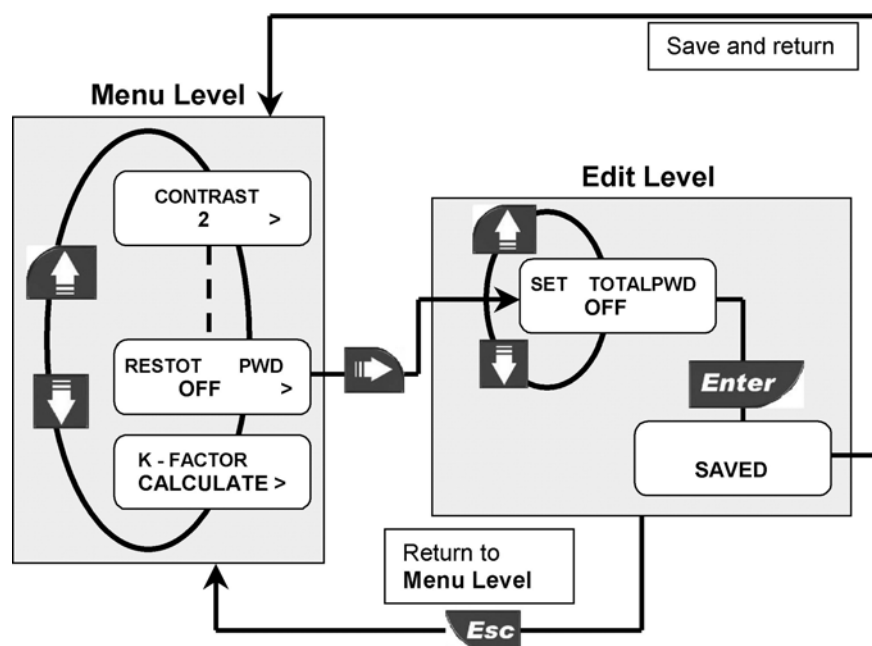 Save and return
Menu Level
CONTRAST
2 >
RESTOT PWD
OFF >
K - FACTOR
CALCULATE >
Edit Level
SET TOTALPWD
OFF
Enter
SAVED
Return to
Menu Level
Esc